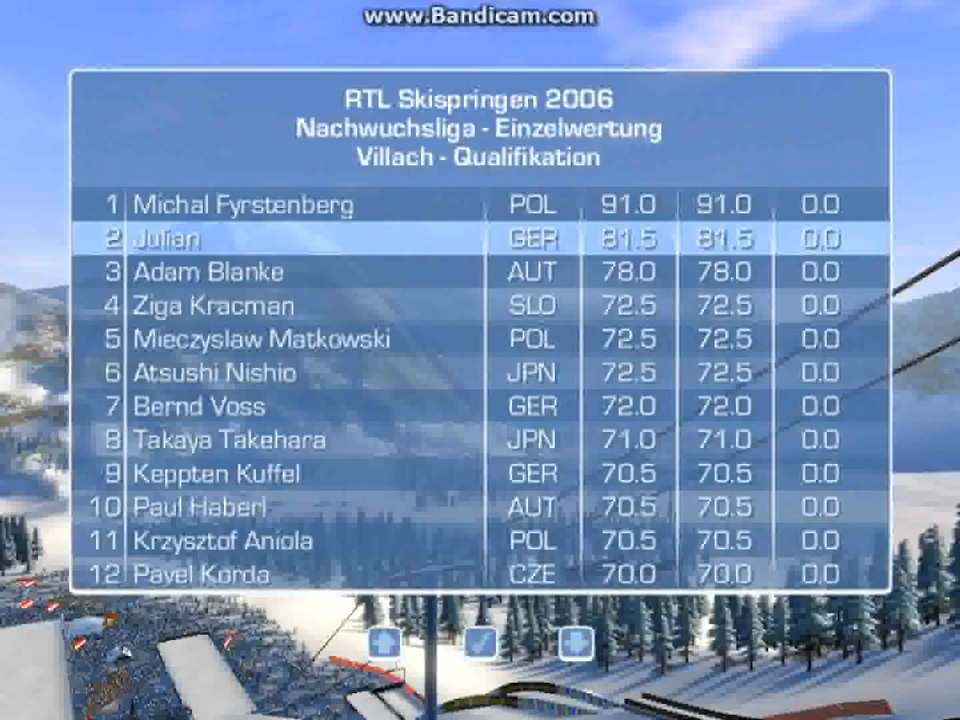 www.Bandicam.com
RTL Skispringen 2006
Nachwuchsliga - Einzelwertung
Villach - Qualifikation
1 Michal Fyrstenberg POL 91.0 91.0 0.0
2 Julian GER 81.5 81.5 0.0
3 Adam Blanke AUT 78.0 78.0 0.0
4 Ziga Kracman SLO 72.5 72.5 0.0
5 Mieczyslaw Matkowski POL 72.5 72.5 0.0
6 Atsushi Nishio JPN 72.5 72.5 0.0
7 Bernd Voss GER 72.0 72.0 0.0
8 Takaya Takehara JPN 71.0 71.0 0.0
9 Keppten Kuffel GER 70.5 70.5 0.0
10 Paul Haberl AUT 70.5 70.5 0.0
11 Krzysztof Aniola POL 70.5 70.5 0.0
12 Pavel Korda CZE 70.0 70.0 0.0